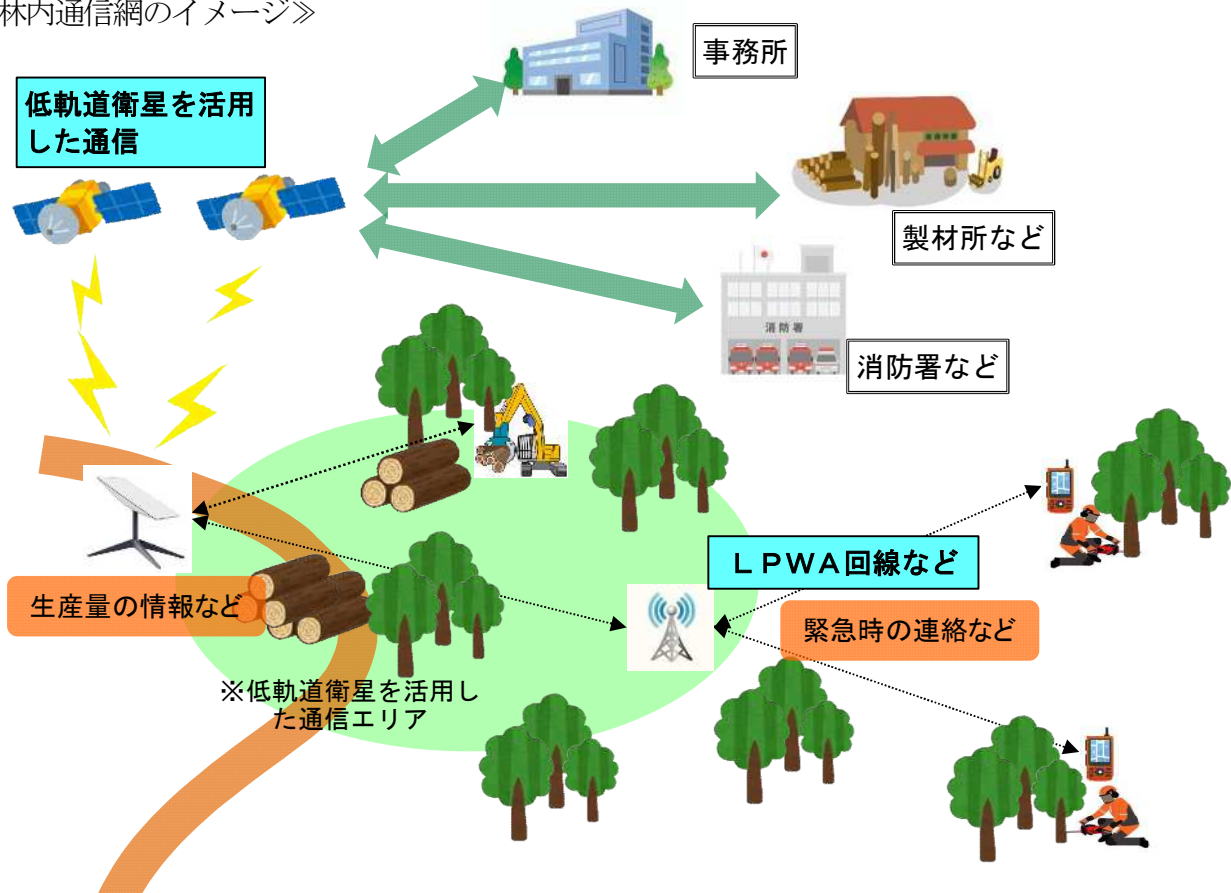 林内通信網のイメージ≫
事務所
低軌道衛星を活用
した通信
製材所など
消防署
消防署など
ＬＰＷＡ回線など
生産量の情報など
緊急時の連絡など
※低軌道衛星を活用し
た通信エリア